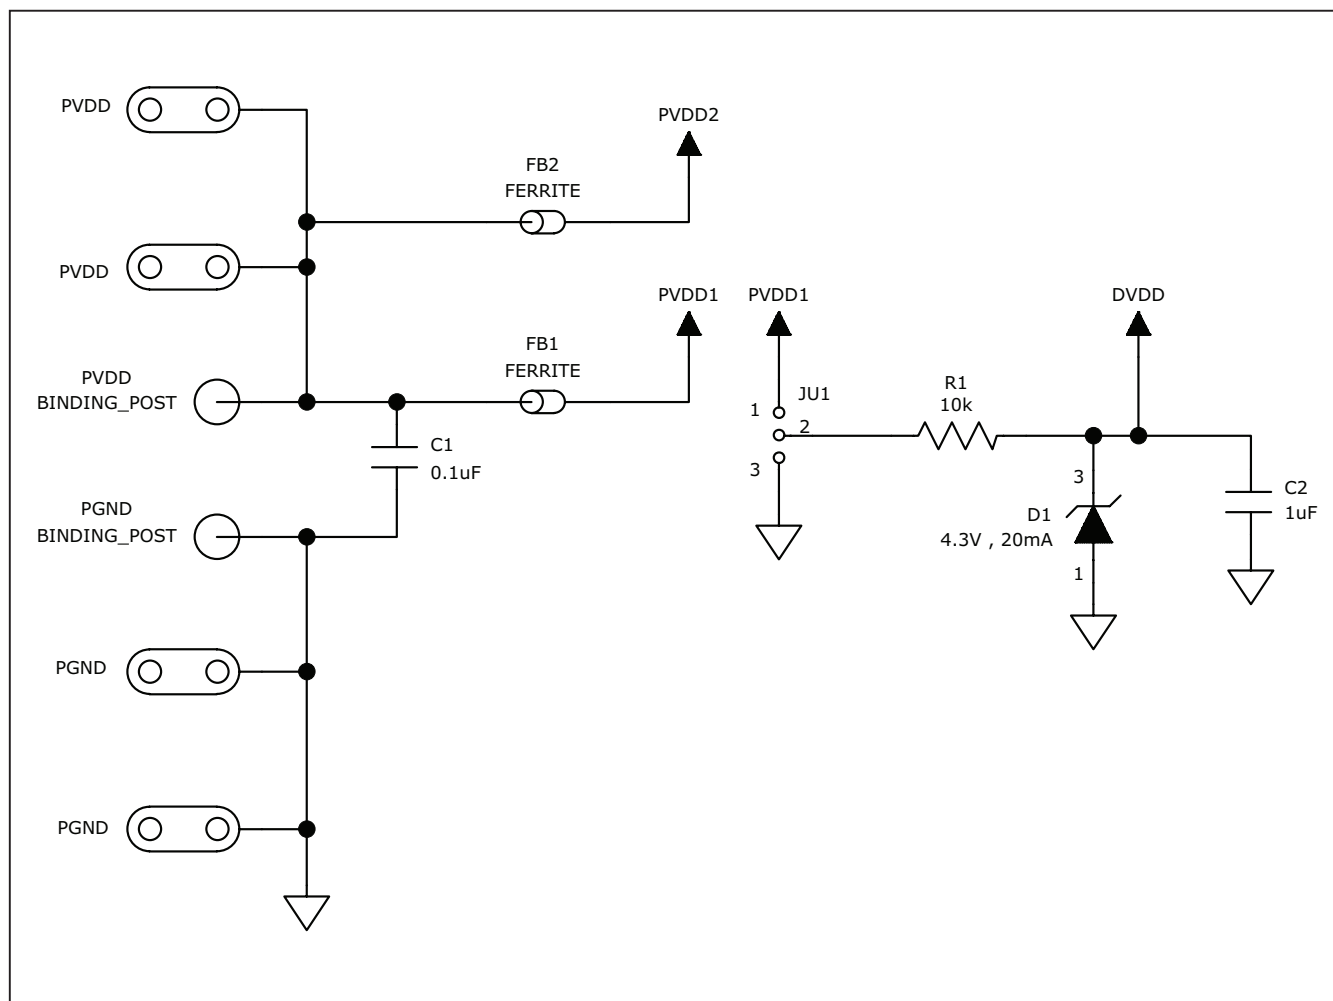 PVDD
PVDD2
FB2
FERRITE
PVDD
PVDD1
PVDD1
DVDD
FB1
FERRITE
PVDD
BINDING_POST
JU1
R1
10k
1
2
3
C1
0.1uF
3
C2
1uF
PGND
BINDING_POST
D1
4.3V , 20mA
1
PGND
PGND